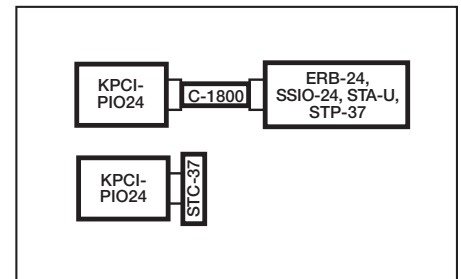 KPCI-
PIO24
C-1800
ERB-24,
SSIO-24, STA-U,
STP-37
KPCI-
PIO24
STC-37